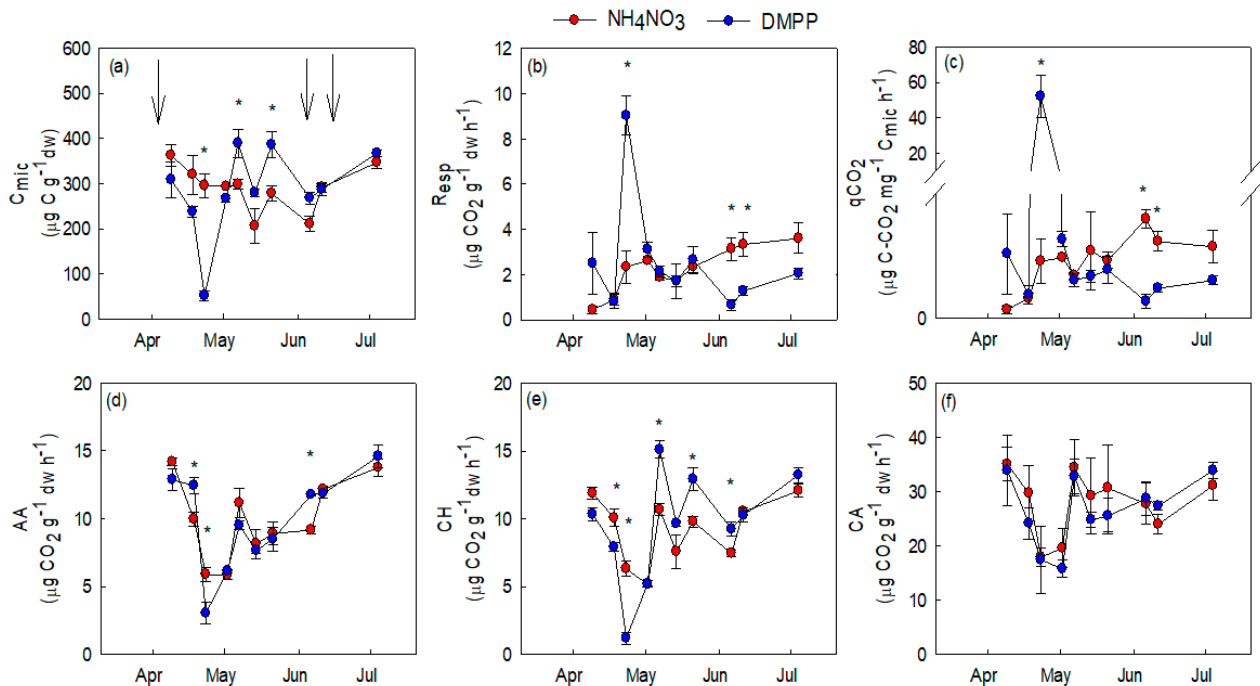 NH4NO3 DMPP
(a)
Cmic
(µg C g-1 dw)
600
500
400
300
200
100
0
* * *
Apr May Jun Jul
(b)
Resp
(µg CO2 g-1 dw h-1)
12
10
8
6
4
2
0
* * *
Apr May Jun Jul
(c)
qCO2
(µg C-CO2 mg-1 Cmic h-1)
80
60
40
20
0
* * *
Apr May Jun Jul
(d)
AA
(µg CO2 g-1 dw h-1)
20
15
10
5
0
* * *
Apr May Jun Jul
(e)
CH
(µg CO2 g-1 dw h-1)
20
15
10
5
0
* * * * *
Apr May Jun Jul
(f)
CA
(µg CO2 g-1 dw h-1)
50
40
30
20
10
0
Apr May Jun Jul